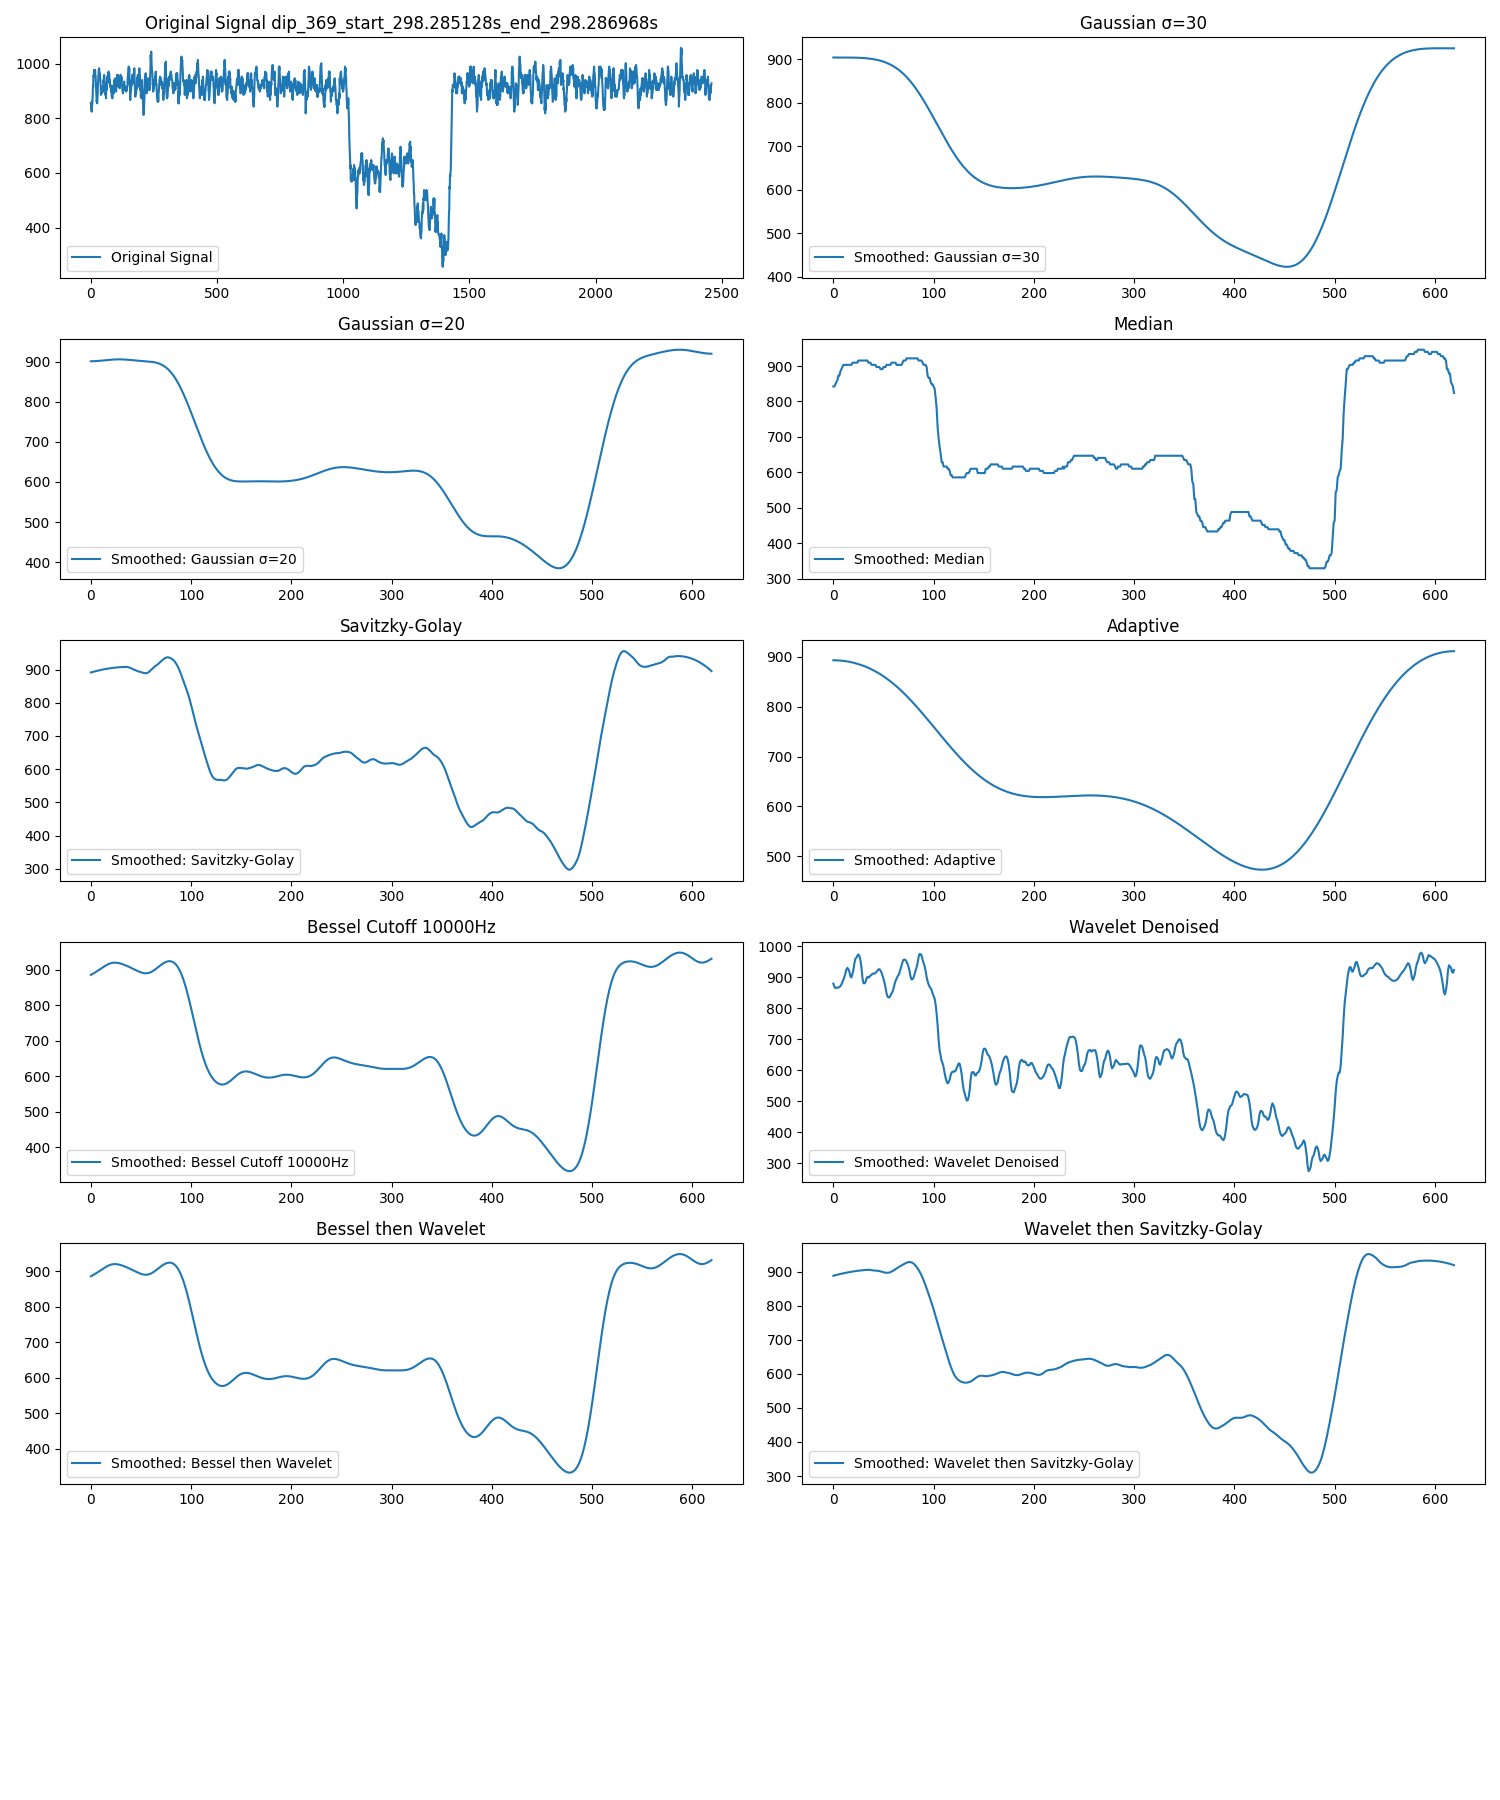 Original Signal dip_369_start_298.285128s_end_298.286968s
1000
800
600
400
Original Signal
0 500 1000 1500 2000 2500
Gaussian σ=30
900
800
700
600
500
400
Smoothed: Gaussian σ=30
0 100 200 300 400 500 600
Gaussian σ=20
900
800
700
600
500
400
Smoothed: Gaussian σ=20
0 100 200 300 400 500 600
Median
900
800
700
600
500
400
300
Smoothed: Median
0 100 200 300 400 500 600
Savitzky-Golay
900
800
700
600
500
400
300
Smoothed: Savitzky-Golay
0 100 200 300 400 500 600
Adaptive
900
800
700
600
500
Smoothed: Adaptive
0 100 200 300 400 500 600
Bessel Cutoff 10000Hz
900
800
700
600
500
400
Smoothed: Bessel Cutoff 10000Hz
0 100 200 300 400 500 600
Wavelet Denoised
1000
900
800
700
600
500
400
300
Smoothed: Wavelet Denoised
0 100 200 300 400 500 600
Bessel then Wavelet
900
800
700
600
500
400
Smoothed: Bessel then Wavelet
0 100 200 300 400 500 600
Wavelet then Savitzky-Golay
900
800
700
600
500
400
300
Smoothed: Wavelet then Savitzky-Golay
0 100 200 300 400 500 600